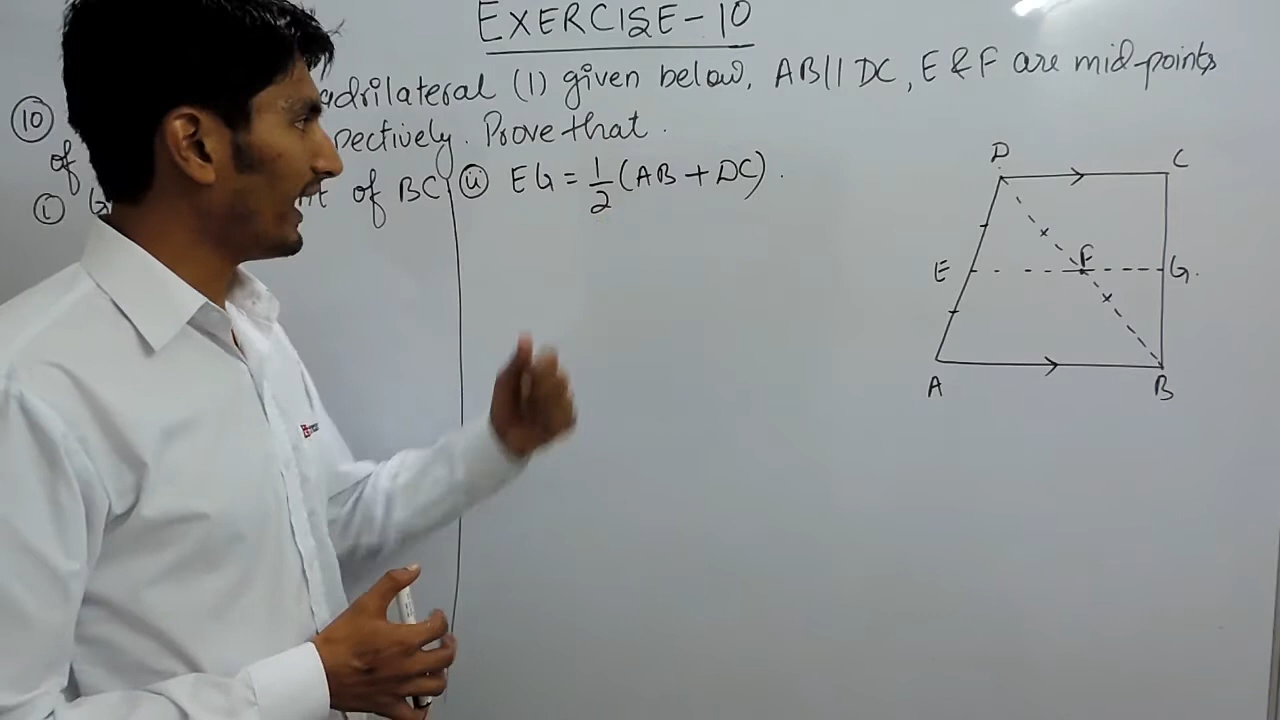 EXERCISE-10
(10) adrilateral (1) given below, AB || DC, E & F are mid-points
of pectively. Prove that.
(i) G of BC (ii) EG = 1/2 (AB + DC).
D C
E F G.
A B